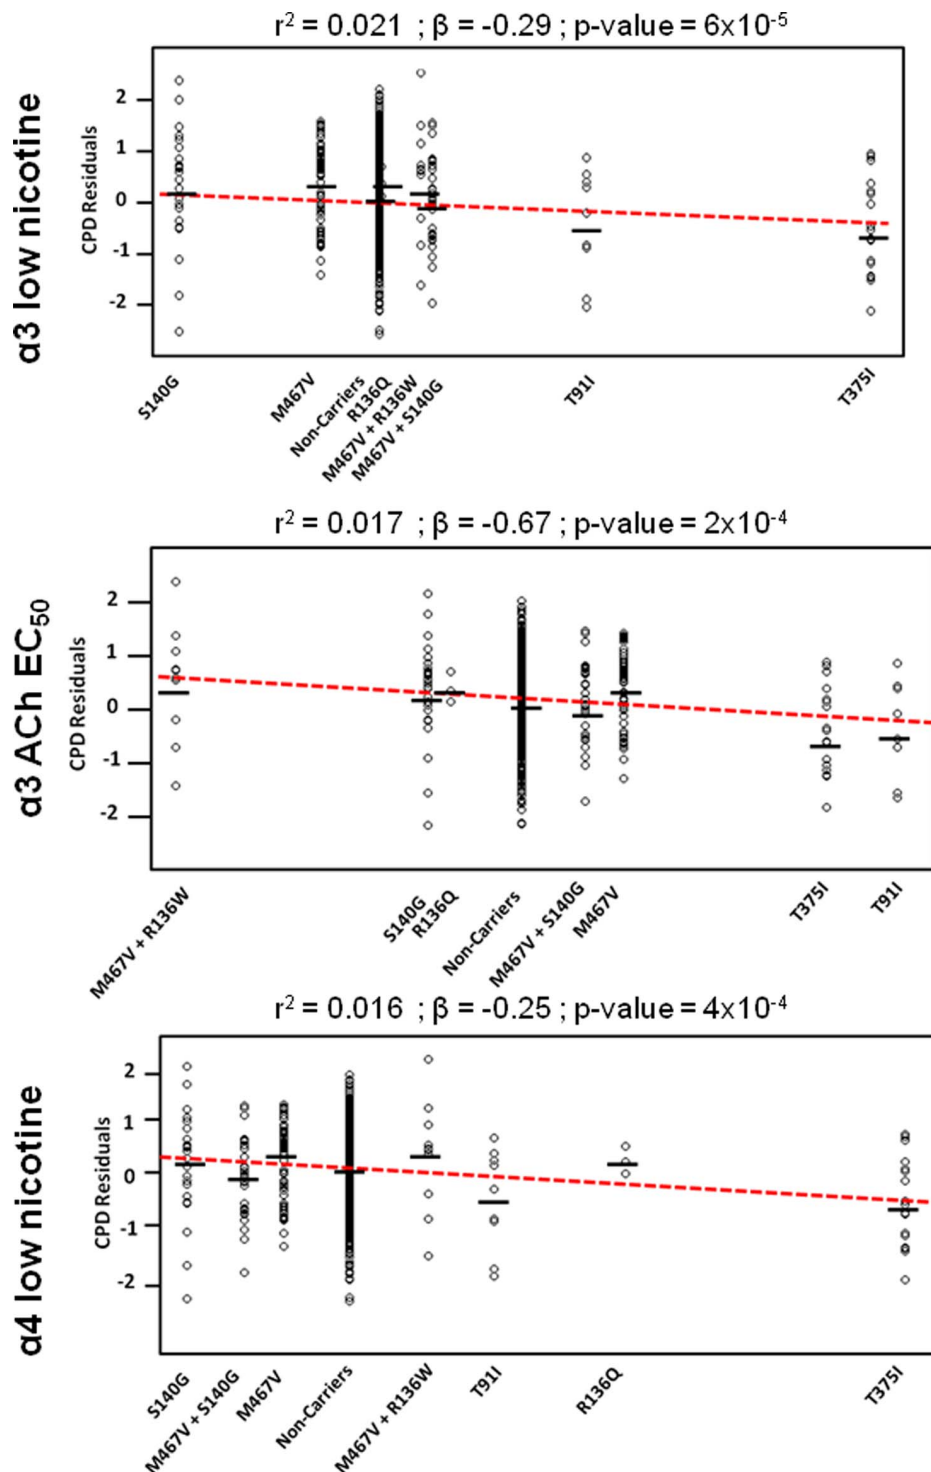 r² = 0.021 ; β = -0.29 ; p-value = 6x10⁻⁵
α3 low nicotine
CPD Residuals
2
1
0
-1
-2
S140G
M467V
Non-Carriers
R136Q
M467V + R136W
M467V + S140G
T91I
T375I
r² = 0.017 ; β = -0.67 ; p-value = 2x10⁻⁴
α3 ACh EC₅₀
CPD Residuals
2
1
0
-1
-2
M467V + R136W
S140G
R136Q
Non-Carriers
M467V + S140G
M467V
T375I
T91I
r² = 0.016 ; β = -0.25 ; p-value = 4x10⁻⁴
α4 low nicotine
CPD Residuals
2
1
0
-1
-2
S140G
M467V + S140G
M467V
Non-Carriers
M467V + R136W
T91I
R136Q
T375I